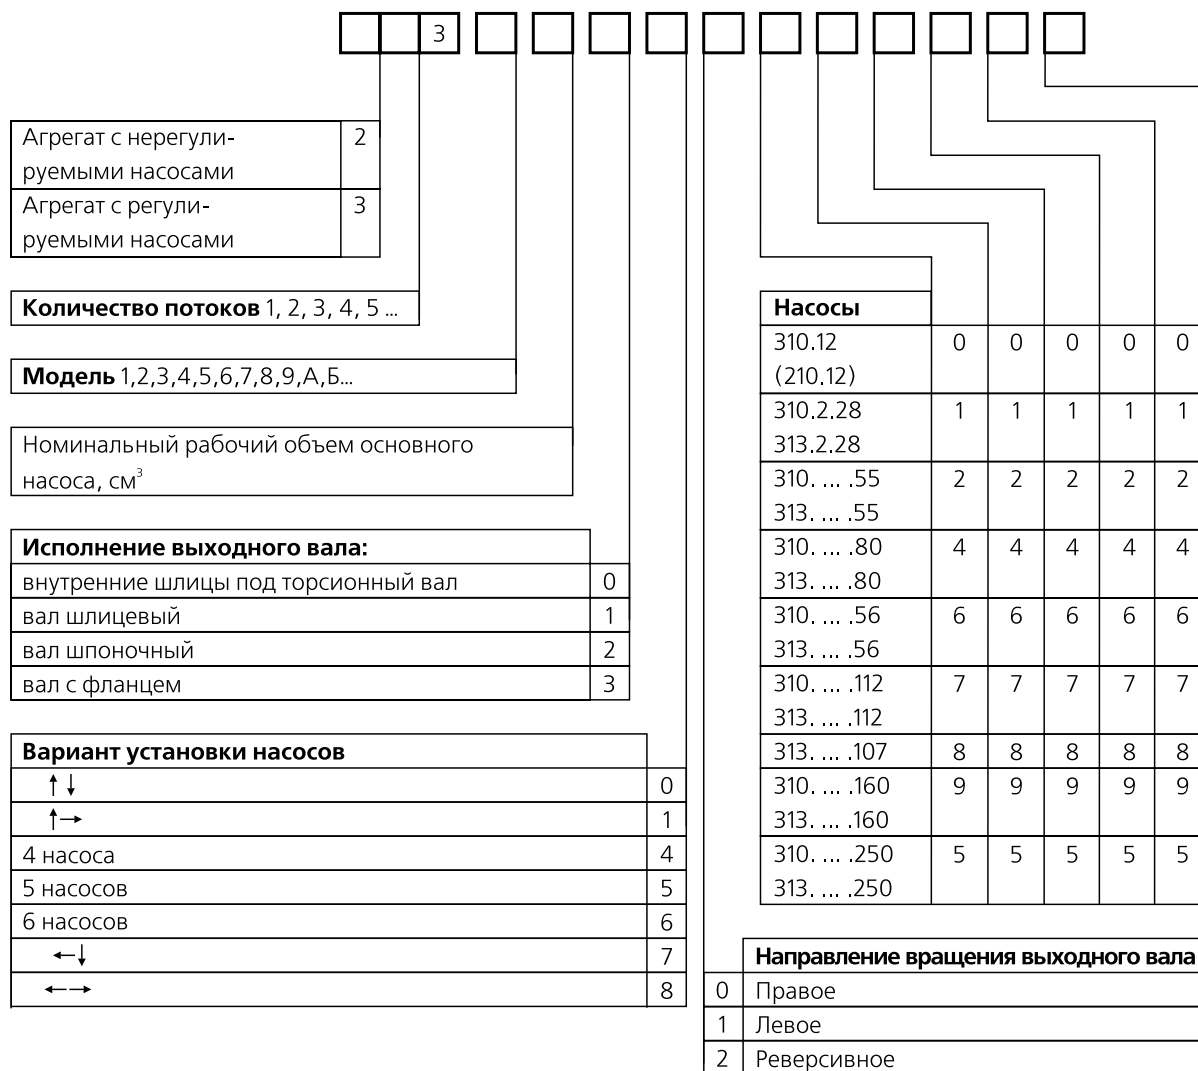 3
Агрегат с нерегули-
руемыми насосами
2
Агрегат с регули-
руемыми насосами
3
Количество потоков 1, 2, 3, 4, 5 ...
Модель 1,2,3,4,5,6,7,8,9,А,Б...
Номинальный рабочий объем основного
насоса, см³
Исполнение выходного вала:
внутренние шлицы под торсионный вал 0
вал шлицевый 1
вал шпоночный 2
вал с фланцем 3
Вариант установки насосов
↑↓ 0
↑→ 1
4 насоса 4
5 насосов 5
6 насосов 6
←↓ 7
←→ 8
Насосы
310.12 0 0 0 0 0
(210.12)
310.2.28 1 1 1 1 1
313.2.28
310. ... .55 2 2 2 2 2
313. ... .55
310. ... .80 4 4 4 4 4
313. ... .80
310. ... .56 6 6 6 6 6
313. ... .56
310. ... .112 7 7 7 7 7
313. ... .112
313. ... .107 8 8 8 8 8
310. ... .160 9 9 9 9 9
313. ... .160
310. ... .250 5 5 5 5 5
313. ... .250
Направление вращения выходного вала
0 Правое
1 Левое
2 Реверсивное